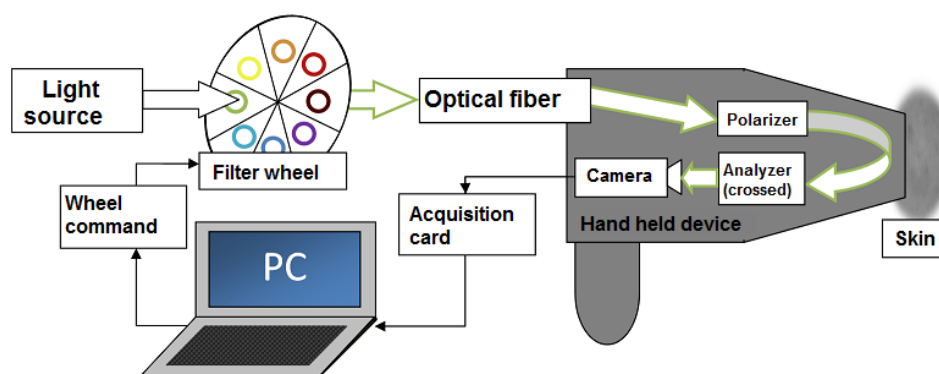 Light
source
Filter wheel
Optical fiber
Polarizer
Analyzer
(crossed)
Camera
Hand held device
Skin
Wheel
command
Acquisition
card
PC